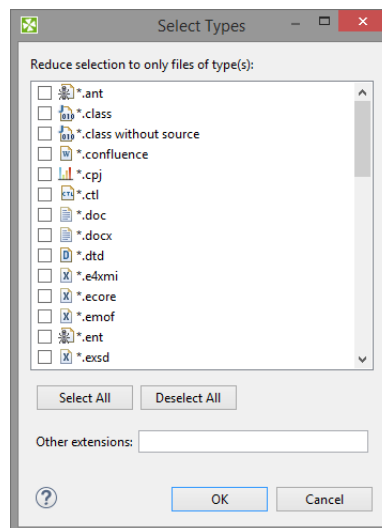 Select Types
Reduce selection to only files of type(s):
*.ant
*.class
*.class without source
*.confluence
*.cpj
*.ctl
*.doc
*.docx
*.dtd
*.e4xmi
*.ecore
*.emof
*.ent
*.exsd
Select All Deselect All
Other extensions:
OK Cancel